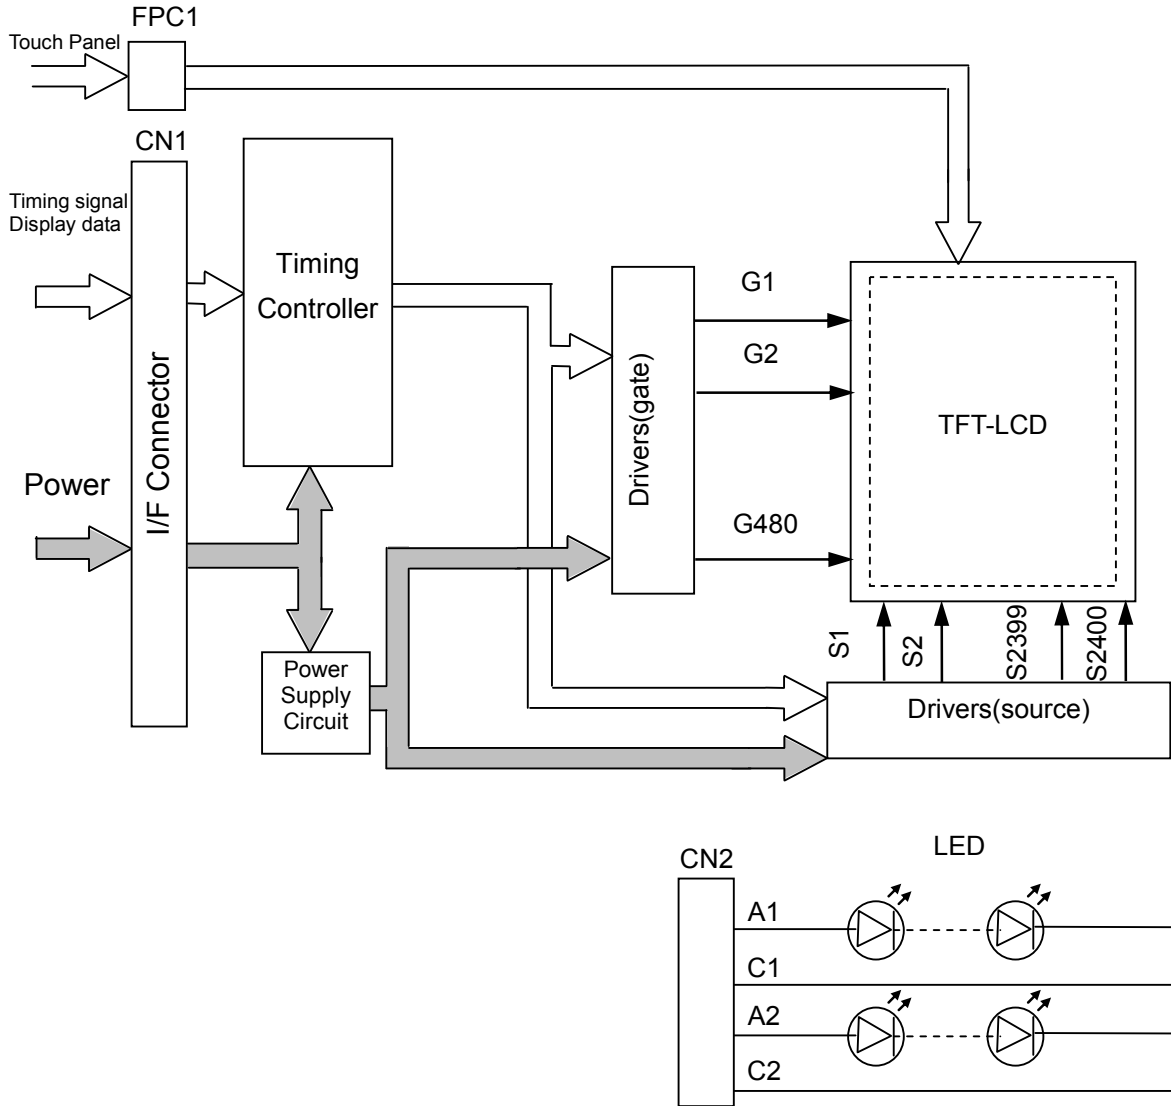 FPC1
Touch Panel
CN1
Timing signal
Display data
Timing
Controller
I/F Connector
Power
Drivers(gate)
G1
G2
G480
TFT-LCD
S1
S2
S2399
S2400
Power
Supply
Circuit
Drivers(source)
LED
CN2
A1
C1
A2
C2